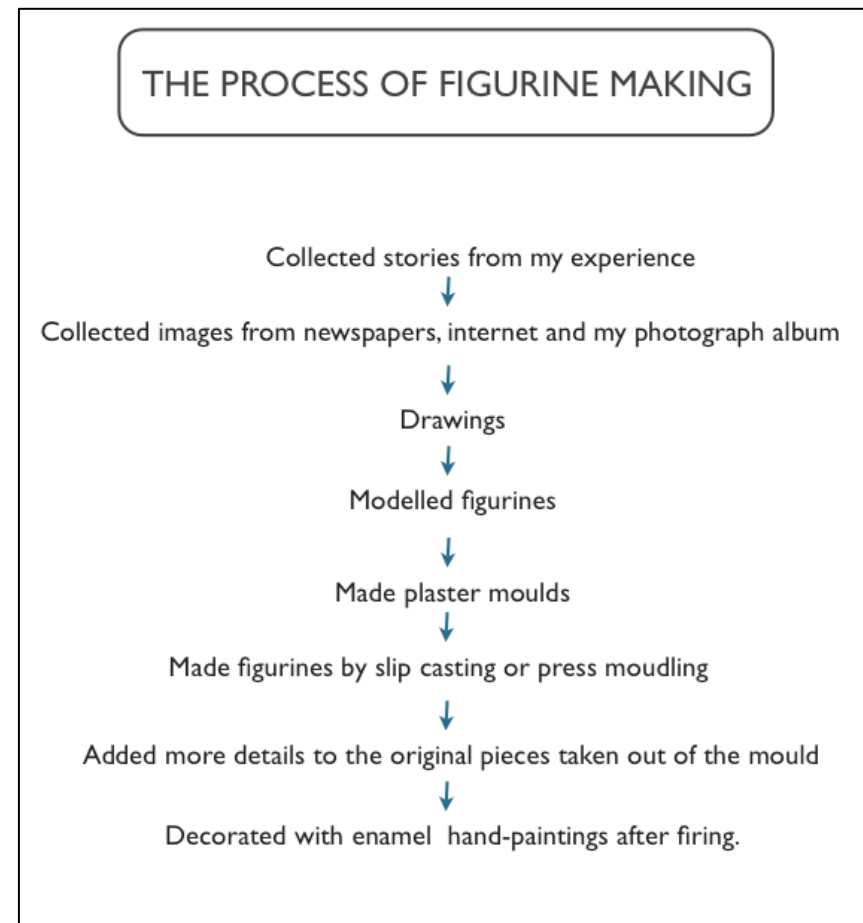 THE PROCESS OF FIGURINE MAKING
Collected stories from my experience
Collected images from newspapers, internet and my photograph album
Drawings
Modelled figurines
Made plaster moulds
Made figurines by slip casting or press moudling
Added more details to the original pieces taken out of the mould
Decorated with enamel  hand-paintings after firing.